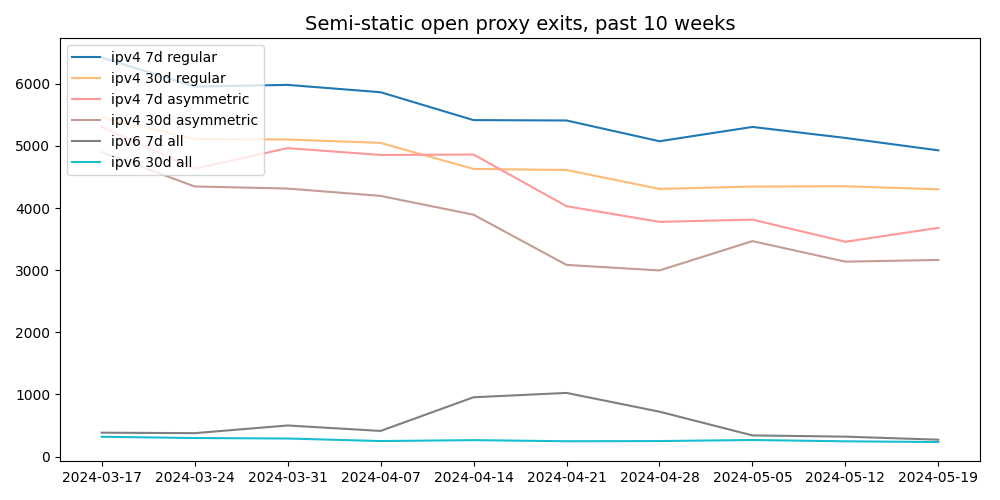 Semi-static open proxy exits, past 10 weeks
ipv4 7d regular
ipv4 30d regular
ipv4 7d asymmetric
ipv4 30d asymmetric
ipv6 7d all
ipv6 30d all
6000
5000
4000
3000
2000
1000
0
2024-03-17 2024-03-24 2024-03-31 2024-04-07 2024-04-14 2024-04-21 2024-04-28 2024-05-05 2024-05-12 2024-05-19